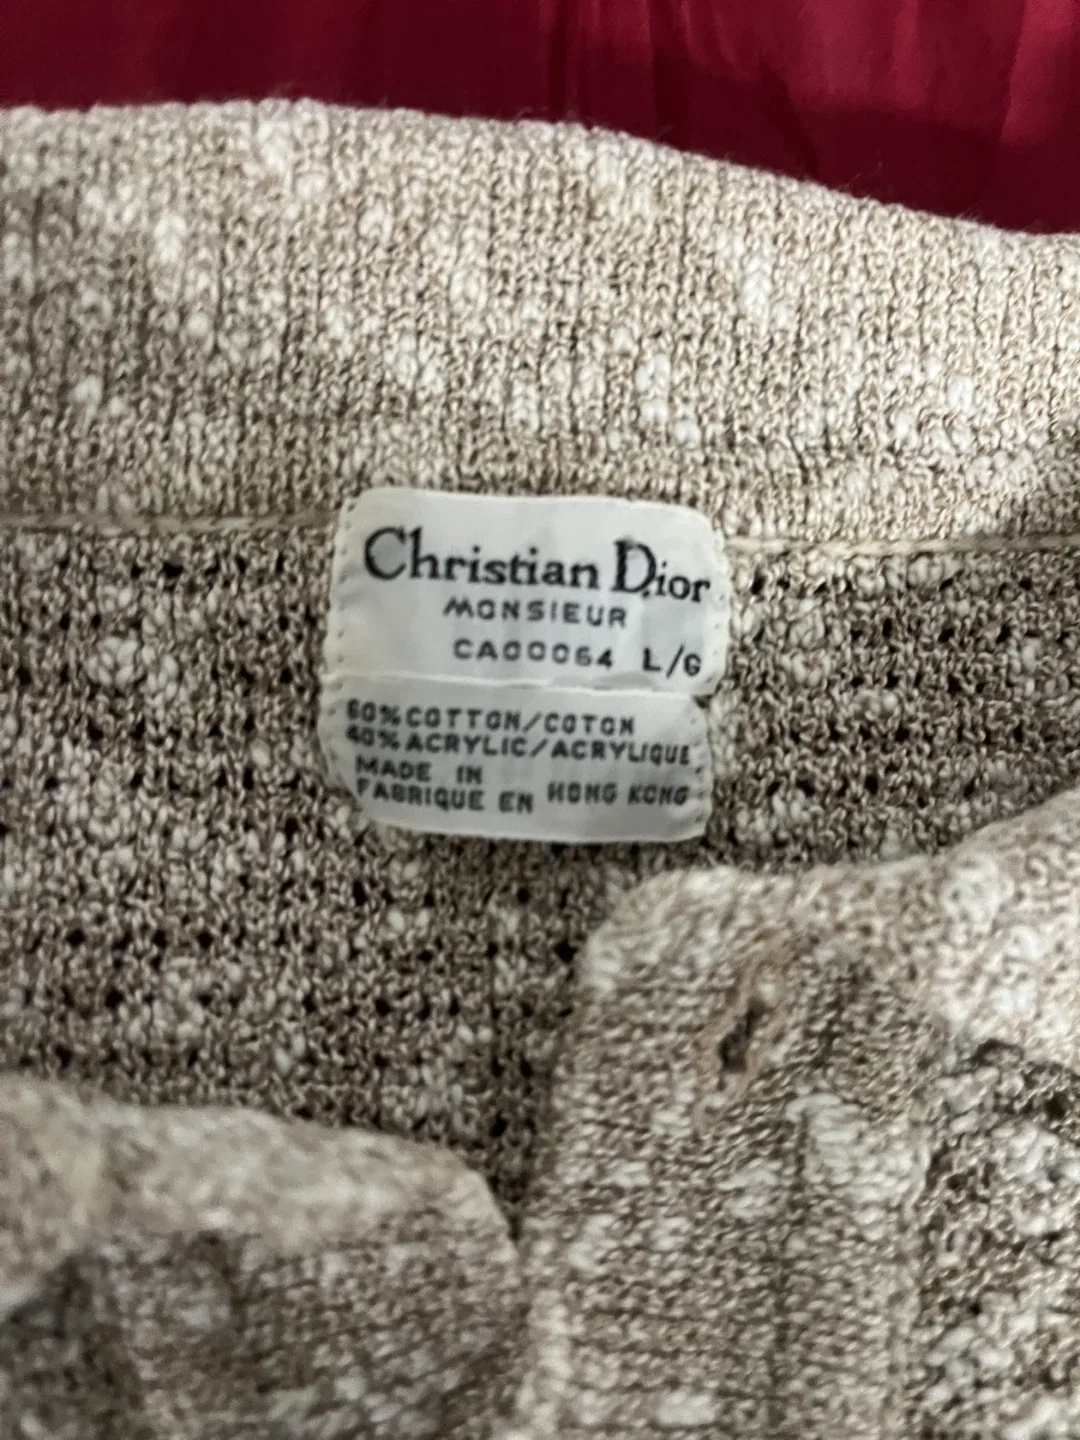 Christian Dior
MONSIEUR
CA00064 L/G
60% COTTON/COTON
40% ACRYLIC/ACRYLIQUE
MADE IN
FABRIQUE EN HONG KONG